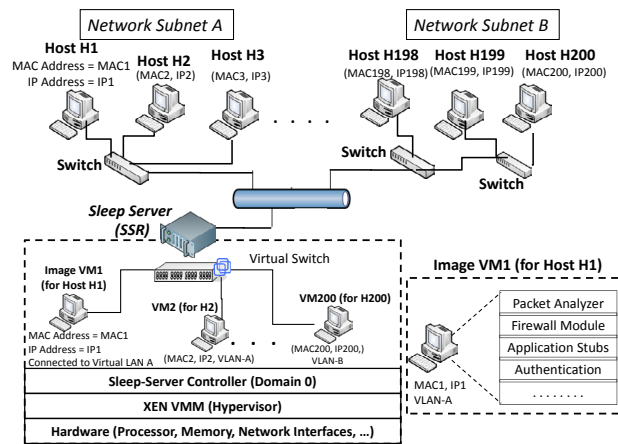 Network Subnet A
Network Subnet B
Host H1
MAC Address = MAC1
IP Address = IP1
Host H2
(MAC2, IP2)
Host H3
(MAC3, IP3)
. . . .
Host H198
(MAC198, IP198)
Host H199
(MAC199, IP199)
Host H200
(MAC200, IP200)
Switch
Switch
Switch
Sleep Server
(SSR)
Virtual Switch
Image VM1
(for Host H1)
MAC Address = MAC1
IP Address = IP1
Connected to Virtual LAN A
VM2 (for H2)
(MAC2, IP2, VLAN-A)
. . .
VM200 (for H200)
(MAC200, IP200,)
VLAN-B
Sleep-Server Controller (Domain 0)
XEN VMM (Hypervisor)
Hardware (Processor, Memory, Network Interfaces, …)
Image VM1 (for Host H1)
MAC1, IP1
VLAN-A
Packet Analyzer
Firewall Module
Application Stubs
Authentication
. . . . . . . .